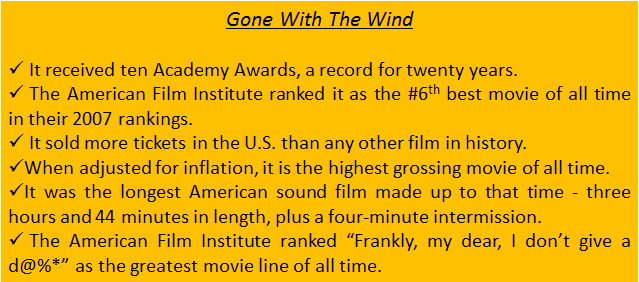 Gone With The Wind
✓ It received ten Academy Awards, a record for twenty years.
✓ The American Film Institute ranked it as the #6th best movie of all time
in their 2007 rankings.
✓ It sold more tickets in the U.S. than any other film in history.
✓When adjusted for inflation, it is the highest grossing movie of all time.
✓It was the longest American sound film made up to that time - three
hours and 44 minutes in length, plus a four-minute intermission.
✓ The American Film Institute ranked “Frankly, my dear, I don’t give a
d@%*” as the greatest movie line of all time.